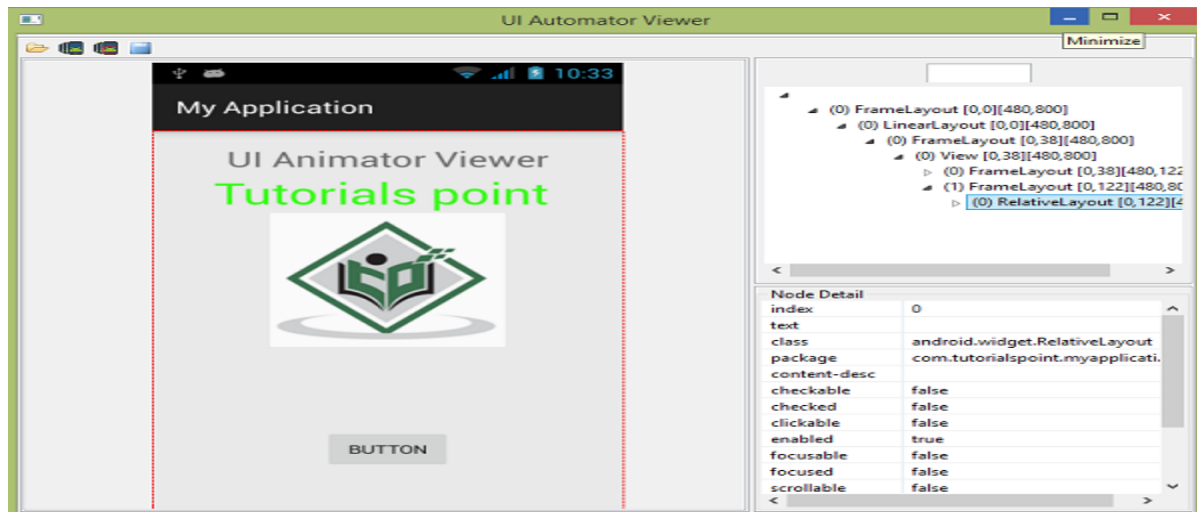 UI Automator Viewer
Minimize
10:33
My Application
UI Animator Viewer
Tutorials point
BUTTON
(0) FrameLayout [0,0][480,800]
(0) LinearLayout [0,0][480,800]
(0) FrameLayout [0,38][480,800]
(0) View [0,38][480,800]
(0) FrameLayout [0,38][480,122
(1) FrameLayout [0,122][480,80
(0) RelativeLayout [0,122][4
Node Detail
index 0
text
class android.widget.RelativeLayout
package com.tutorialspoint.myapplicati.
content-desc
checkable false
checked false
clickable false
enabled true
focusable false
focused false
scrollable false